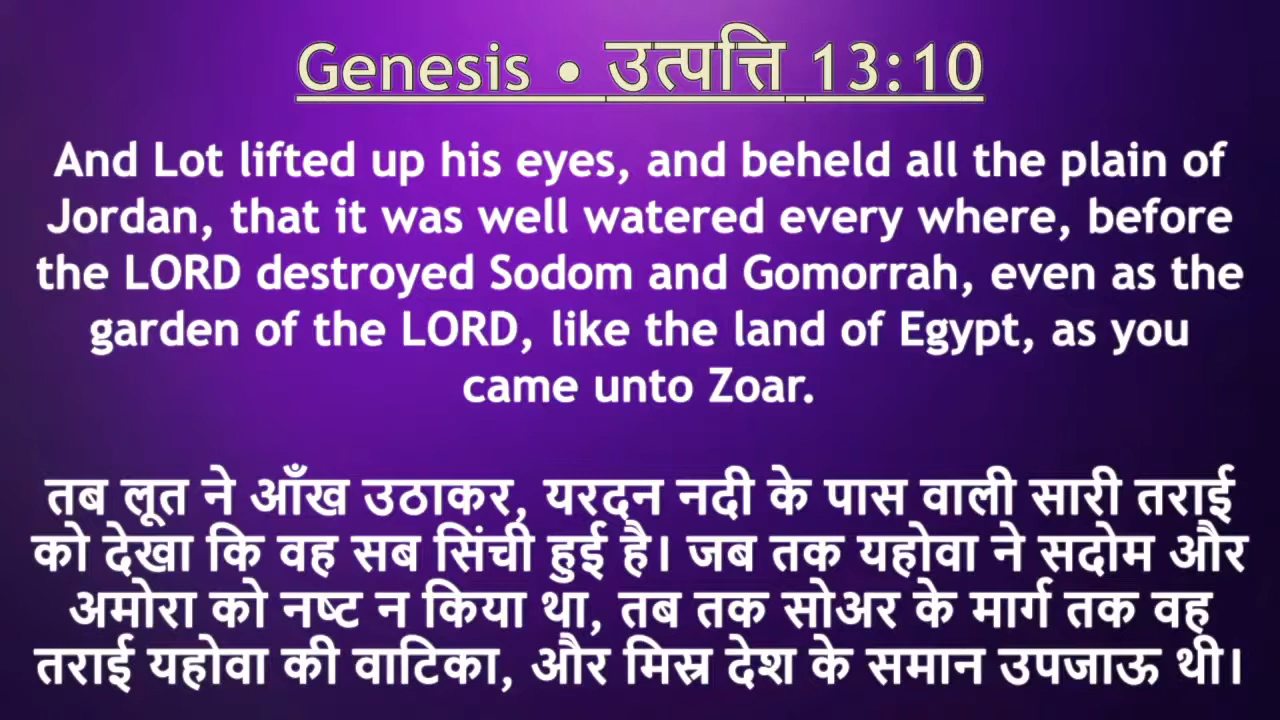 Genesis • उत्पत्ति 13:10
And Lot lifted up his eyes, and beheld all the plain of
Jordan, that it was well watered every where, before
the LORD destroyed Sodom and Gomorrah, even as the
garden of the LORD, like the land of Egypt, as you
came unto Zoar.
तब लूत ने आँख उठाकर, यरदन नदी के पास वाली सारी तराई
को देखा कि वह सब सिंची हुई है। जब तक यहोवा ने सदोम और
अमोरा को नष्ट न किया था, तब तक सोअर के मार्ग तक वह
तराई यहोवा की वाटिका, और मिस्र देश के समान उपजाऊ थी।